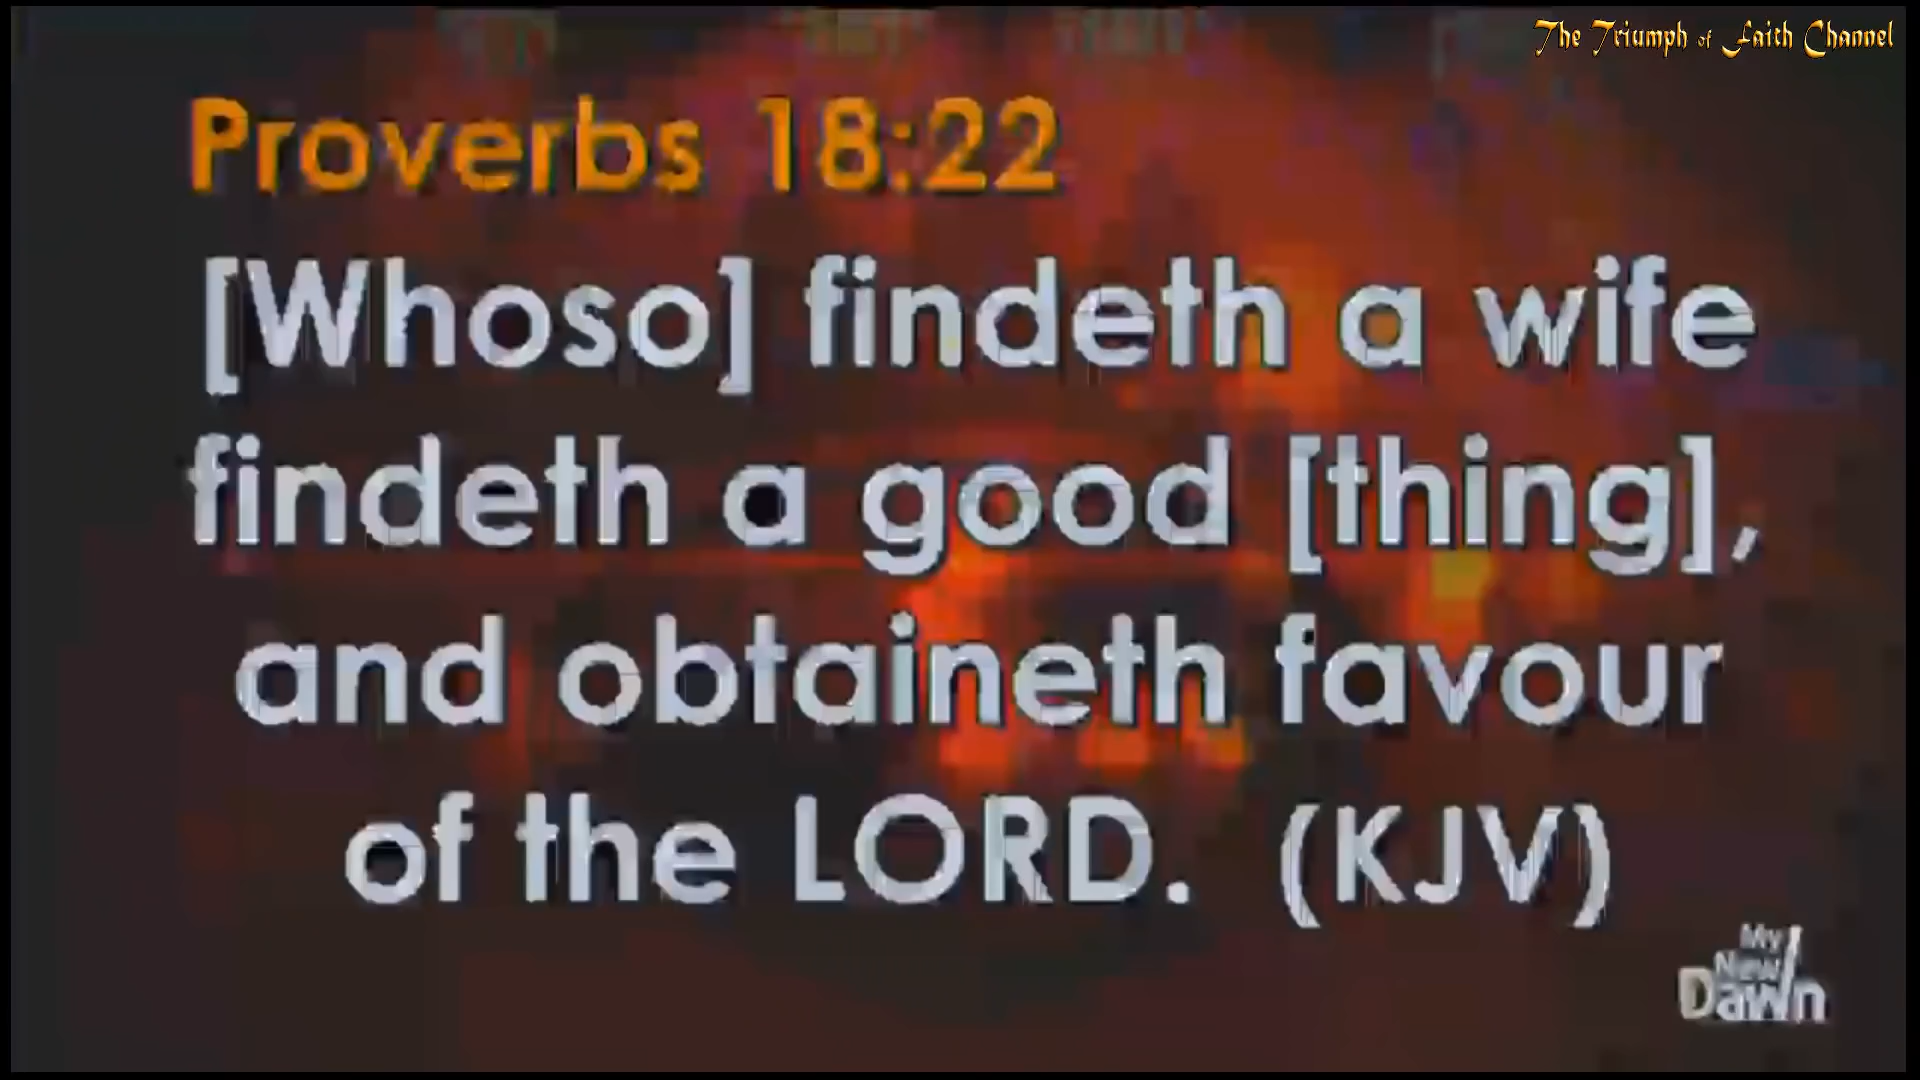 The Triumph of Faith Channel
Proverbs 18:22
[Whoso] findeth a wife
findeth a good [thing],
and obtaineth favour
of the LORD. (KJV)
My
New
Dawn